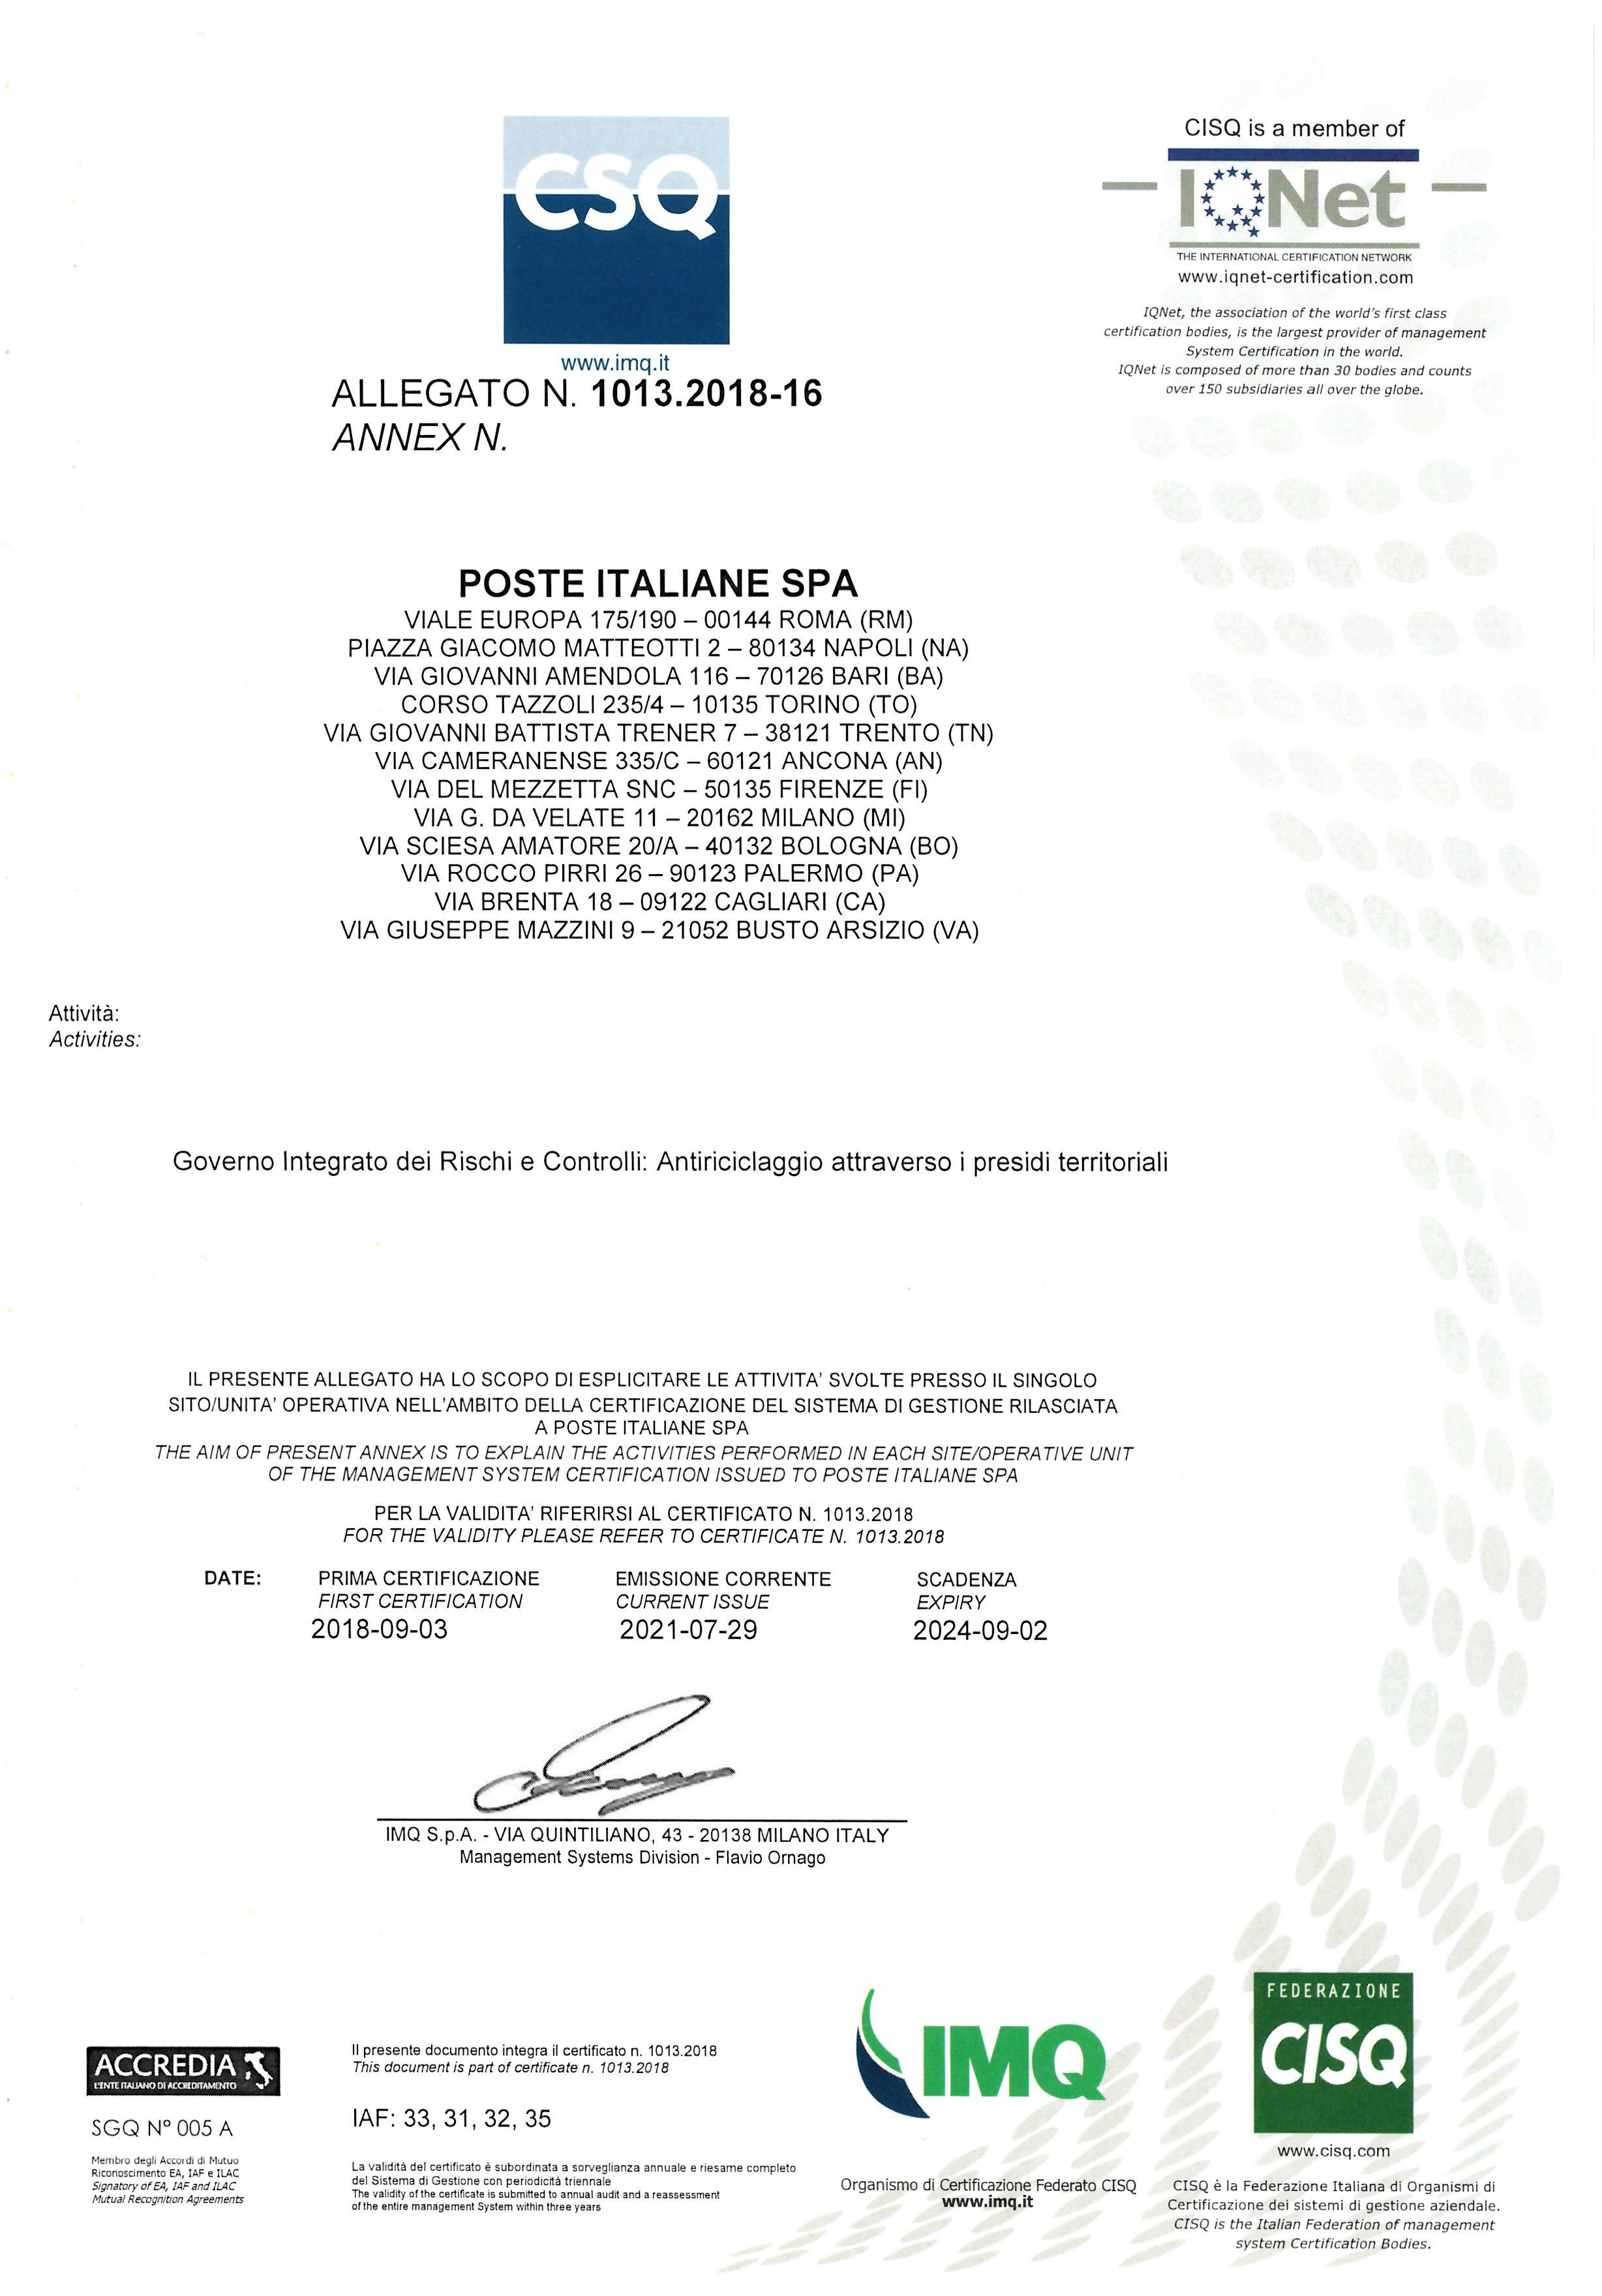 CSQ
www.imq.it
CISQ is a member of
IQNet
THE INTERNATIONAL CERTIFICATION NETWORK
www.iqnet-certification.com
IQNet, the association of the world's first class
certification bodies, is the largest provider of management
System Certification in the world.
IQNet is composed of more than 30 bodies and counts
over 150 subsidiaries all over the globe.
ALLEGATO N. 1013.2018-16
ANNEX N.
POSTE ITALIANE SPA
VIALE EUROPA 175/190 – 00144 ROMA (RM)
PIAZZA GIACOMO MATTEOTTI 2 – 80134 NAPOLI (NA)
VIA GIOVANNI AMENDOLA 116 – 70126 BARI (BA)
CORSO TAZZOLI 235/4 – 10135 TORINO (TO)
VIA GIOVANNI BATTISTA TRENER 7 – 38121 TRENTO (TN)
VIA CAMERANENSE 335/C – 60121 ANCONA (AN)
VIA DEL MEZZETTA SNC – 50135 FIRENZE (FI)
VIA G. DA VELATE 11 – 20162 MILANO (MI)
VIA SCIESA AMATORE 20/A – 40132 BOLOGNA (BO)
VIA ROCCO PIRRI 26 – 90123 PALERMO (PA)
VIA BRENTA 18 – 09122 CAGLIARI (CA)
VIA GIUSEPPE MAZZINI 9 – 21052 BUSTO ARSIZIO (VA)
Attività:
Activities:
Governo Integrato dei Rischi e Controlli: Antiriciclaggio attraverso i presidi territoriali
IL PRESENTE ALLEGATO HA LO SCOPO DI ESPLICITARE LE ATTIVITA' SVOLTE PRESSO IL SINGOLO
SITO/UNITA' OPERATIVA NELL'AMBITO DELLA CERTIFICAZIONE DEL SISTEMA DI GESTIONE RILASCIATA
A POSTE ITALIANE SPA
THE AIM OF PRESENT ANNEX IS TO EXPLAIN THE ACTIVITIES PERFORMED IN EACH SITE/OPERATIVE UNIT
OF THE MANAGEMENT SYSTEM CERTIFICATION ISSUED TO POSTE ITALIANE SPA
PER LA VALIDITA' RIFERIRSI AL CERTIFICATO N. 1013.2018
FOR THE VALIDITY PLEASE REFER TO CERTIFICATE N. 1013.2018
DATE: PRIMA CERTIFICAZIONE EMISSIONE CORRENTE SCADENZA
FIRST CERTIFICATION CURRENT ISSUE EXPIRY
2018-09-03 2021-07-29 2024-09-02
IMQ S.p.A. - VIA QUINTILIANO, 43 - 20138 MILANO ITALY
Management Systems Division - Flavio Ornago
ACCREDIA
L'ENTE ITALIANO DI ACCREDITAMENTO
SGQ N° 005 A
Membro degli Accordi di Mutuo
Riconoscimento EA, IAF e ILAC
Signatory of EA, IAF and ILAC
Mutual Recognition Agreements
Il presente documento integra il certificato n. 1013.2018
This document is part of certificate n. 1013.2018
IAF: 33, 31, 32, 35
La validità del certificato è subordinata a sorveglianza annuale e riesame completo
del Sistema di Gestione con periodicità triennale
The validity of the certificate is submitted to annual audit and a reassessment
of the entire management System within three years
IMQ
Organismo di Certificazione Federato CISQ
www.imq.it
FEDERAZIONE
CISQ
www.cisq.com
CISQ è la Federazione Italiana di Organismi di
Certificazione dei sistemi di gestione aziendale.
CISQ is the Italian Federation of management
system Certification Bodies.